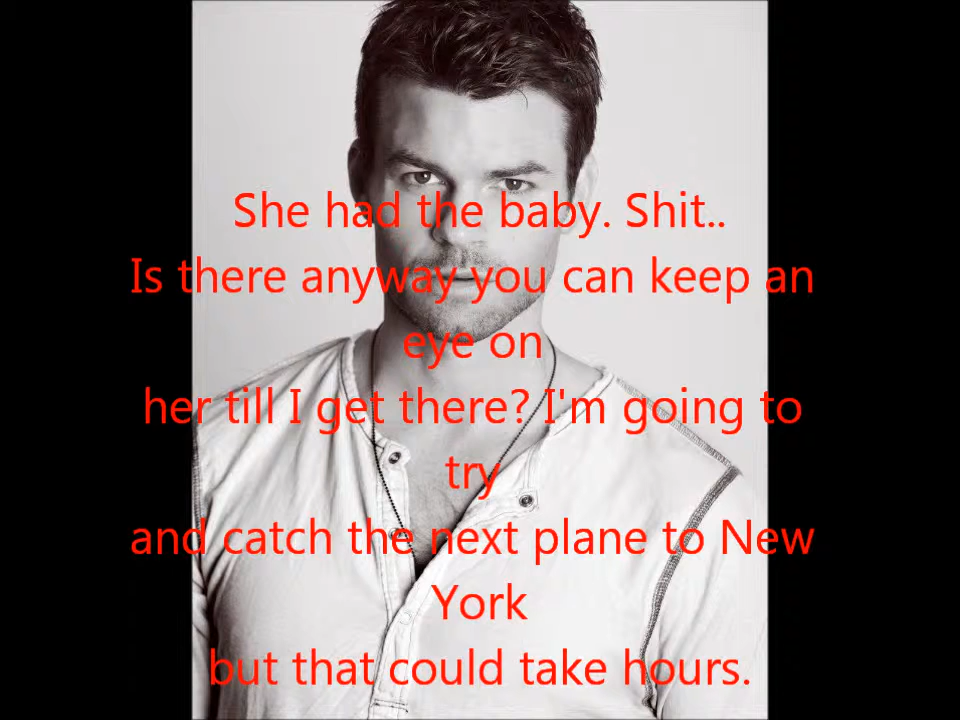 She had the baby. Shit..
Is there anyway you can keep an
eye on
her till I get there? I'm going to
try
and catch the next plane to New
York
but that could take hours.